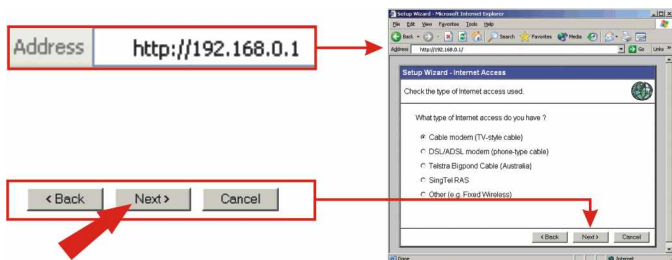 Address http://192.168.0.1
< Back Next > Cancel
Setup Wizard - Microsoft Internet Explorer
File Edit View Favorites Tools Help
Back Search Favorites Media
Address http://192.168.0.1/ Go Links
Setup Wizard - Internet Access
Check the type of Internet access used.
What type of Internet access do you have ?
Cable modem (TV-style cable)
DSL/ADSL modem (phone-type cable)
Telstra Bigpond Cable (Australia)
SingTel RAS
Other (e.g. Fixed Wireless)
< Back Next > Cancel
Done Internet